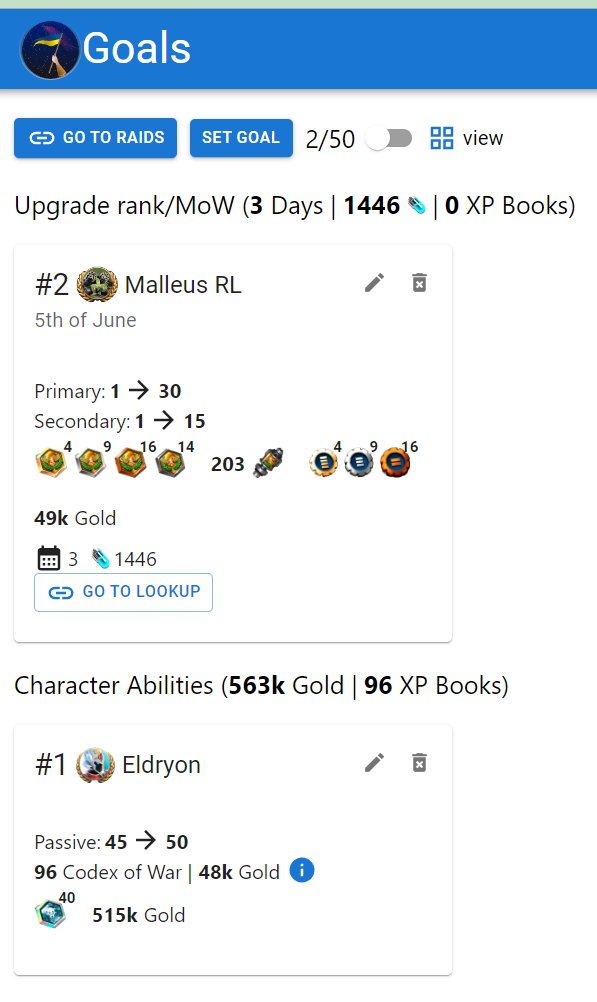 Goals
GO TO RAIDS SET GOAL 2/50 view
Upgrade rank/MoW (3 Days | 1446 | 0 XP Books)
#2 Malleus RL
5th of June
Primary: 1 → 30
Secondary: 1 → 15
4 9 16 14 203 4 9 16
49k Gold
3 1446
GO TO LOOKUP
Character Abilities (563k Gold | 96 XP Books)
#1 Eldryon
Passive: 45 → 50
96 Codex of War | 48k Gold
40 515k Gold